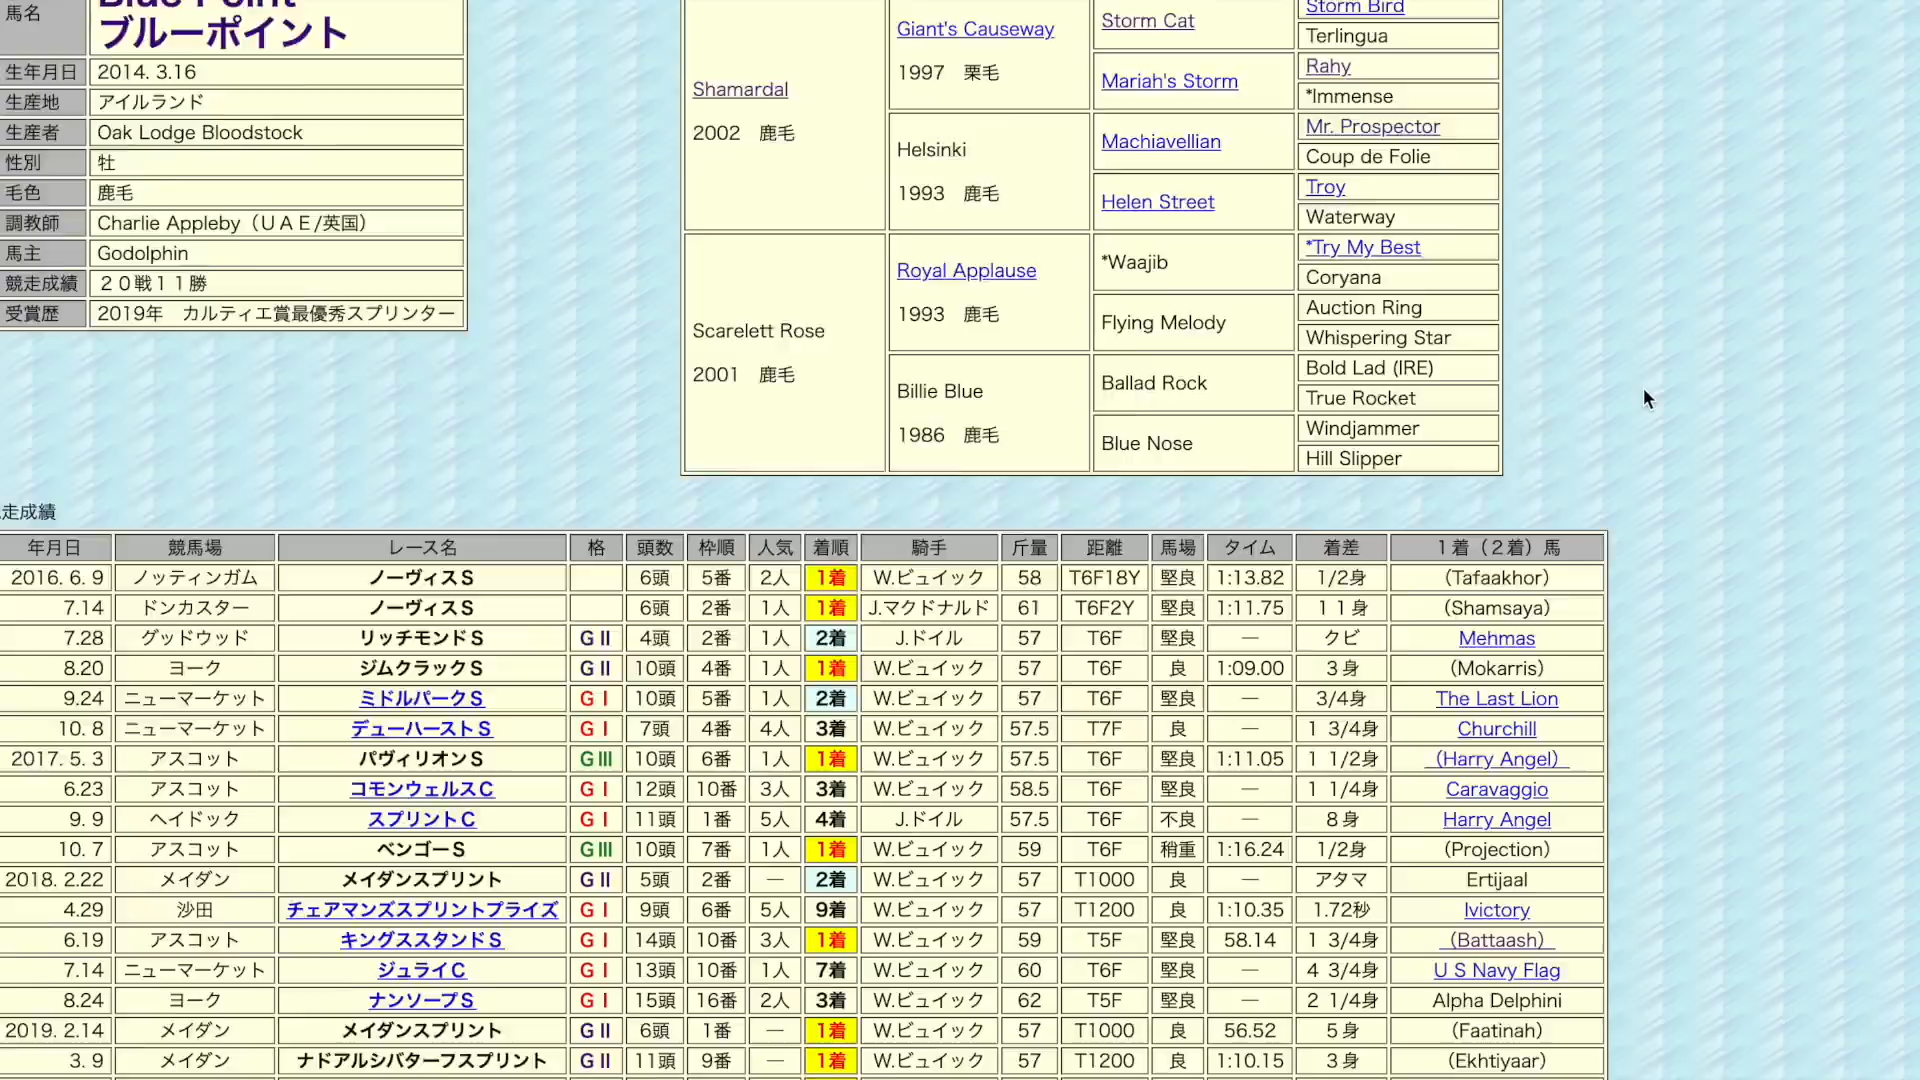 馬名 ブルーポイント
生年月日 2014. 3.16
生産地 アイルランド
生産者 Oak Lodge Bloodstock
性別 牡
毛色 鹿毛
調教師 Charlie Appleby（ＵＡＥ/英国）
馬主 Godolphin
競走成績 ２０戦１１勝
受賞歴 2019年　カルティエ賞最優秀スプリンター
Shamardal
2002　鹿毛
Scarelett Rose
2001　鹿毛
Giant's Causeway
1997　栗毛
Helsinki
1993　鹿毛
Royal Applause
1993　鹿毛
Billie Blue
1986　鹿毛
Storm Cat
Mariah's Storm
Machiavellian
Helen Street
*Waajib
Flying Melody
Ballad Rock
Blue Nose
Storm Bird
Terlingua
Rahy
*Immense
Mr. Prospector
Coup de Folie
Troy
Waterway
*Try My Best
Coryana
Auction Ring
Whispering Star
Bold Lad (IRE)
True Rocket
Windjammer
Hill Slipper
走成績
年月日 競馬場 レース名 格 頭数 枠順 人気 着順 騎手 斤量 距離 馬場 タイム 着差 １着（２着）馬
2016. 6. 9 ノッティンガム ノーヴィスＳ 6頭 5番 2人 1着 W.ビュイック 58 T6F18Y 堅良 1:13.82 1/2身 （Tafaakhor）
7.14 ドンカスター ノーヴィスＳ 6頭 2番 1人 1着 J.マクドナルド 61 T6F2Y 堅良 1:11.75 １１身 （Shamsaya）
7.28 グッドウッド リッチモンドＳ GⅡ 4頭 2番 1人 2着 J.ドイル 57 T6F 堅良 — クビ Mehmas
8.20 ヨーク ジムクラックＳ GⅡ 10頭 4番 1人 1着 W.ビュイック 57 T6F 良 1:09.00 ３身 （Mokarris）
9.24 ニューマーケット ミドルパークＳ GⅠ 10頭 5番 1人 2着 W.ビュイック 57 T6F 堅良 — 3/4身 The Last Lion
10. 8 ニューマーケット デューハーストＳ GⅠ 7頭 4番 4人 3着 W.ビュイック 57.5 T7F 良 — １ 3/4身 Churchill
2017. 5. 3 アスコット パヴィリオンＳ GⅢ 10頭 6番 1人 1着 W.ビュイック 57.5 T6F 堅良 1:11.05 １ 1/2身 （Harry Angel）
6.23 アスコット コモンウェルスＣ GⅠ 12頭 10番 3人 3着 W.ビュイック 58.5 T6F 堅良 — １ 1/4身 Caravaggio
9. 9 ヘイドック スプリントＣ GⅠ 11頭 1番 5人 4着 J.ドイル 57.5 T6F 不良 — ８身 Harry Angel
10. 7 アスコット ベンゴーＳ GⅢ 10頭 7番 1人 1着 W.ビュイック 59 T6F 稍重 1:16.24 1/2身 （Projection）
2018. 2.22 メイダン メイダンスプリント GⅡ 5頭 2番 — 2着 W.ビュイック 57 T1000 良 — アタマ Ertijaal
4.29 沙田 チェアマンズスプリントプライズ GⅠ 9頭 6番 5人 9着 W.ビュイック 57 T1200 良 1:10.35 1.72秒 Ivictory
6.19 アスコット キングススタンドＳ GⅠ 14頭 10番 3人 1着 W.ビュイック 59 T5F 堅良 58.14 １ 3/4身 （Battaash）
7.14 ニューマーケット ジュライＣ GⅠ 13頭 10番 1人 7着 W.ビュイック 60 T6F 堅良 — ４ 3/4身 U S Navy Flag
8.24 ヨーク ナンソープＳ GⅠ 15頭 16番 2人 3着 W.ビュイック 62 T5F 堅良 — ２ 1/4身 Alpha Delphini
2019. 2.14 メイダン メイダンスプリント GⅡ 6頭 1番 — 1着 W.ビュイック 57 T1000 良 56.52 ５身 （Faatinah）
3. 9 メイダン ナドアルシバターフスプリント GⅡ 11頭 9番 — 1着 W.ビュイック 57 T1200 良 1:10.15 ３身 （Ekhtiyaar）